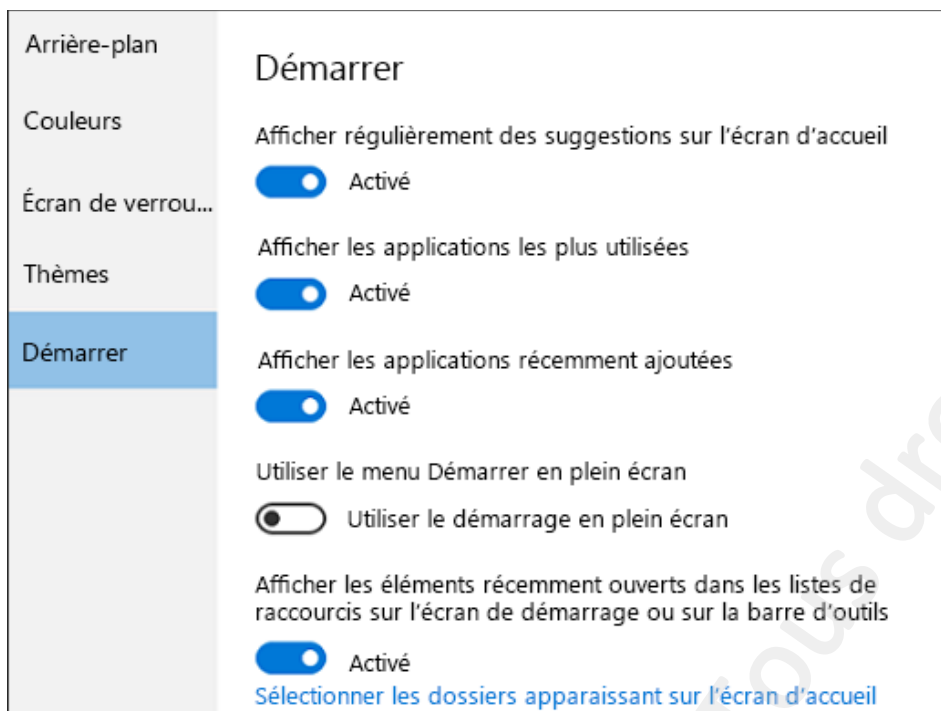 Arrière-plan
Couleurs
Écran de verrou...
Thèmes
Démarrer
Démarrer
Afficher régulièrement des suggestions sur l'écran d'accueil
Activé
Afficher les applications les plus utilisées
Activé
Afficher les applications récemment ajoutées
Activé
Utiliser le menu Démarrer en plein écran
Utiliser le démarrage en plein écran
Afficher les éléments récemment ouverts dans les listes de
raccourcis sur l'écran de démarrage ou sur la barre d'outils
Activé
Sélectionner les dossiers apparaissant sur l'écran d'accueil
Tous